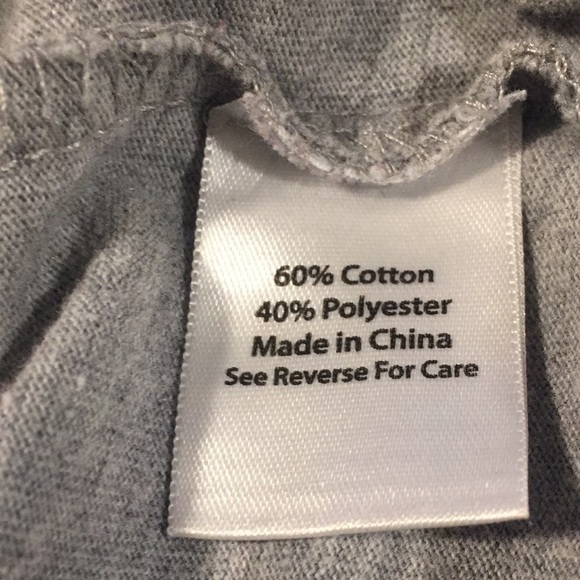 60% Cotton
40% Polyester
Made in China
See Reverse For Care